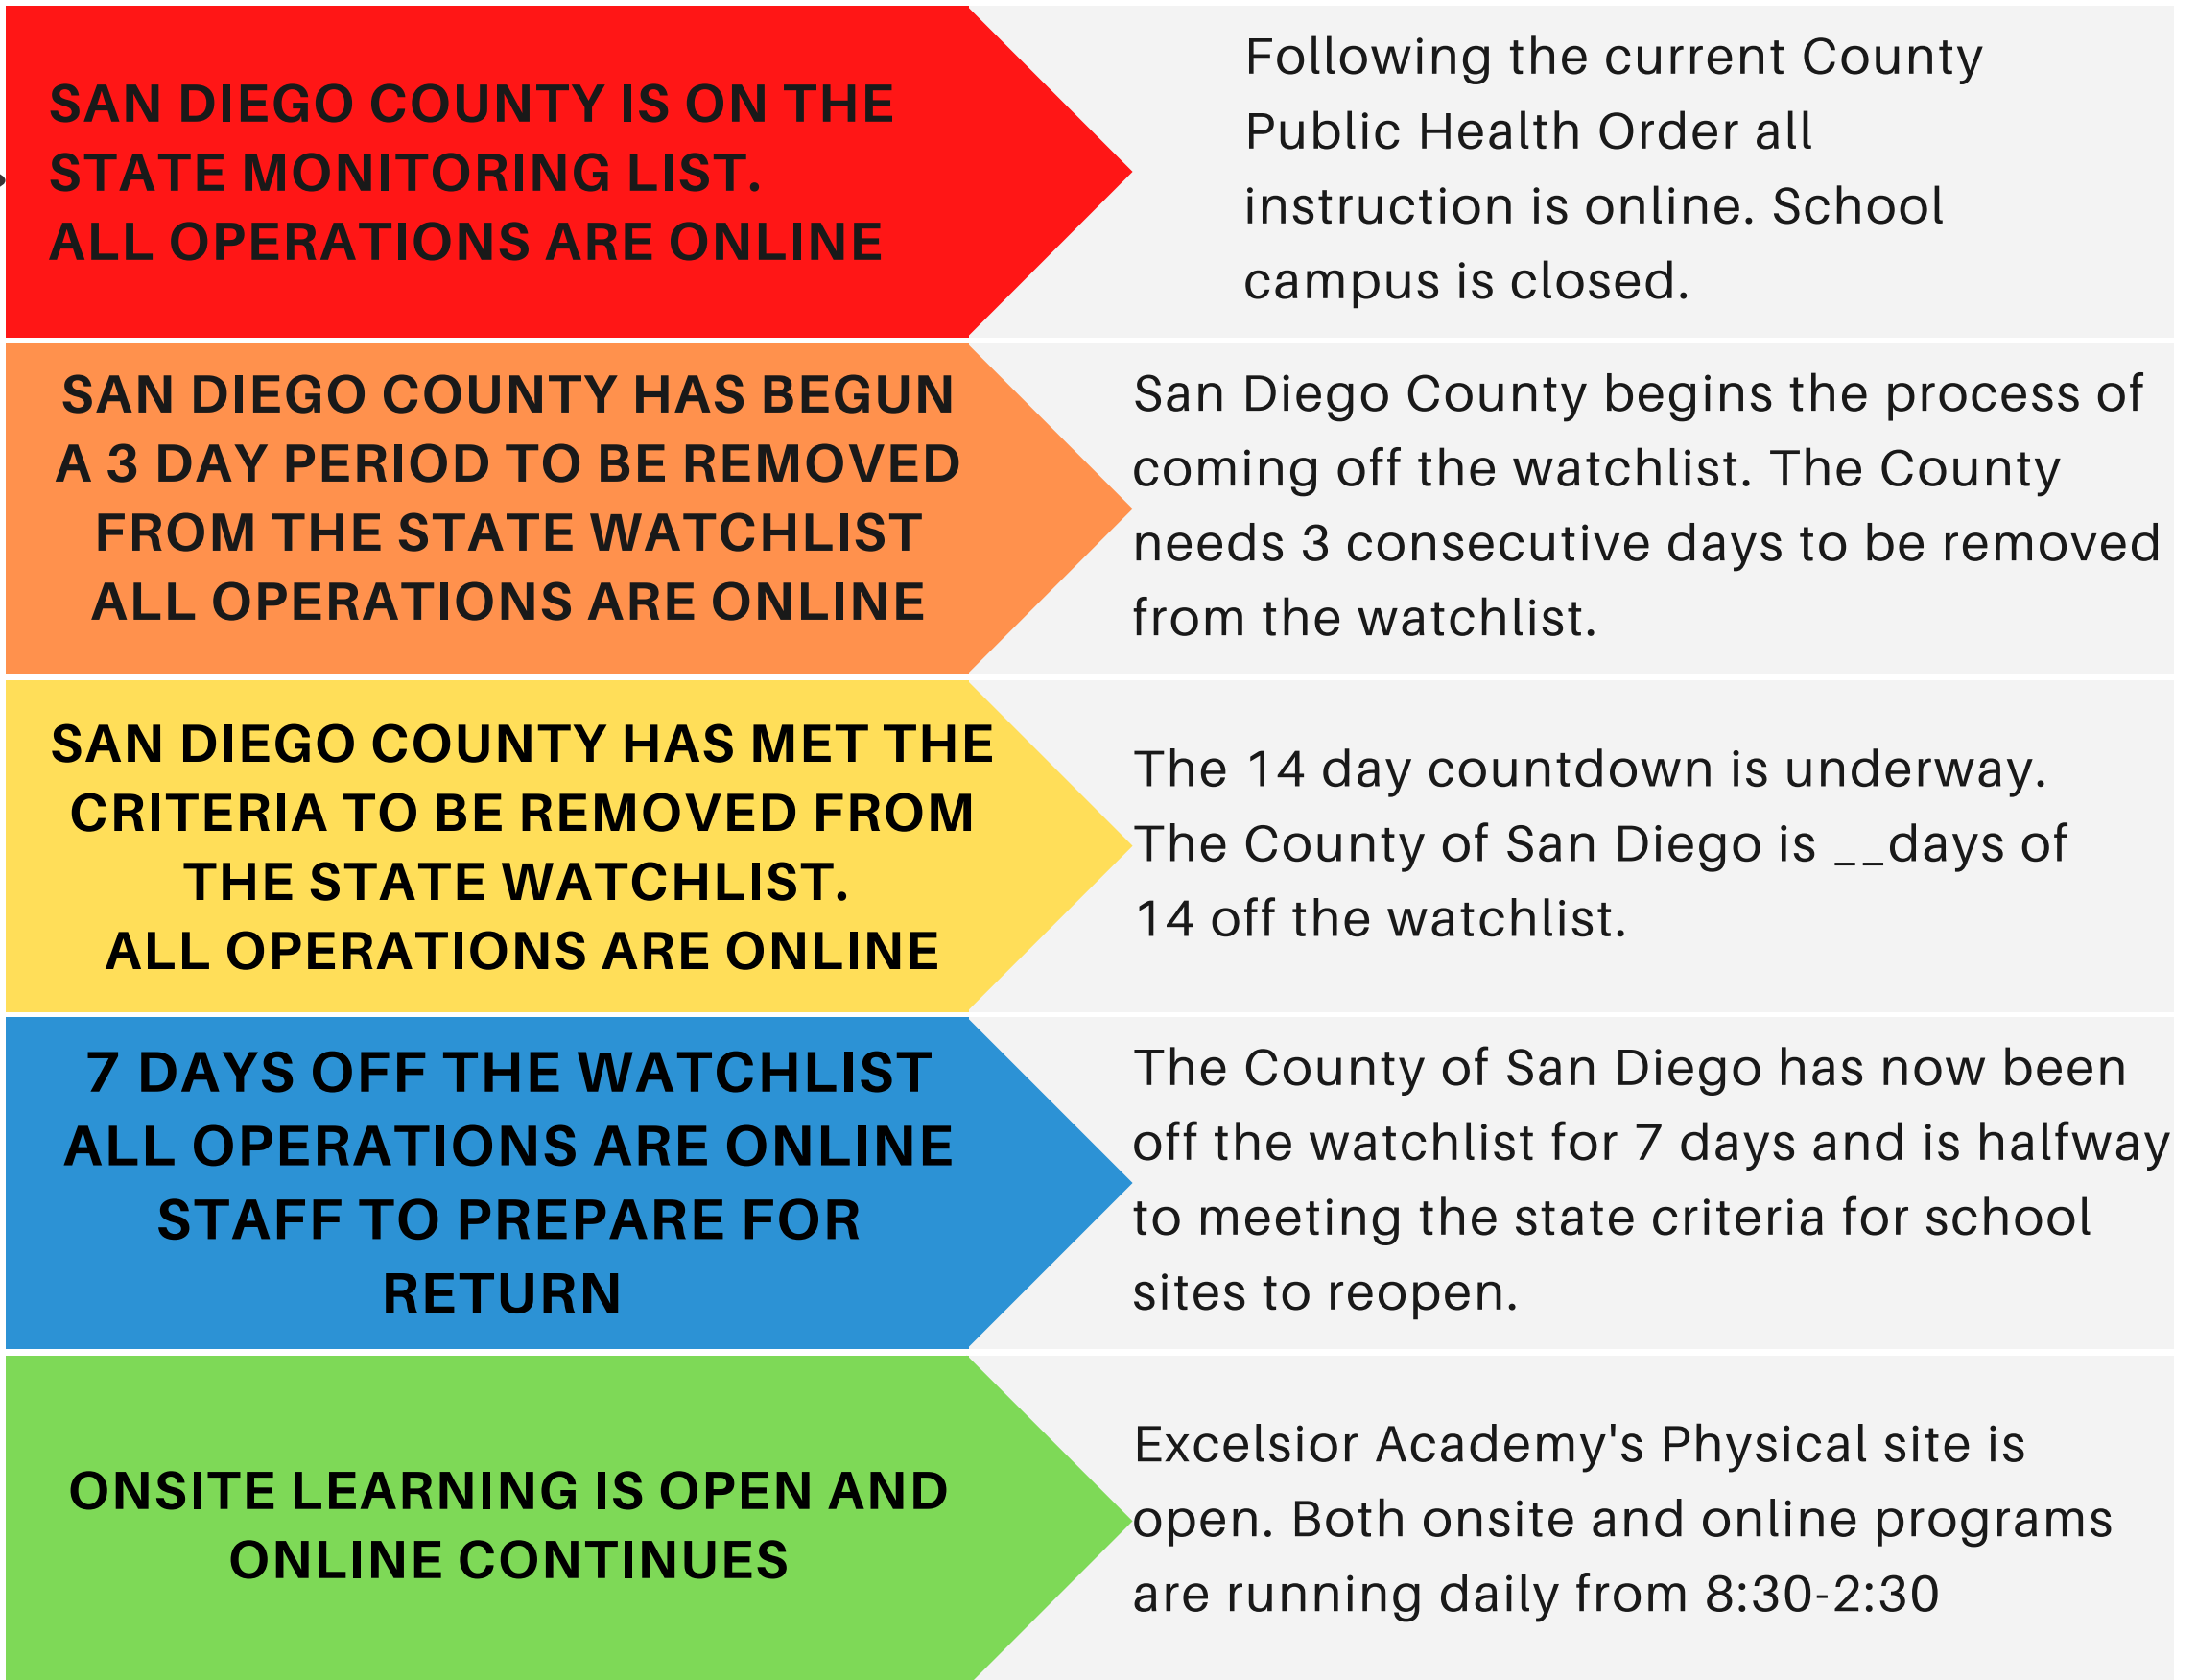 SAN DIEGO COUNTY IS ON THE
STATE MONITORING LIST.
ALL OPERATIONS ARE ONLINE
Following the current County
Public Health Order all
instruction is online. School
campus is closed.
SAN DIEGO COUNTY HAS BEGUN
A 3 DAY PERIOD TO BE REMOVED
FROM THE STATE WATCHLIST
ALL OPERATIONS ARE ONLINE
San Diego County begins the process of
coming off the watchlist. The County
needs 3 consecutive days to be removed
from the watchlist.
SAN DIEGO COUNTY HAS MET THE
CRITERIA TO BE REMOVED FROM
THE STATE WATCHLIST.
ALL OPERATIONS ARE ONLINE
The 14 day countdown is underway.
The County of San Diego is __days of
14 off the watchlist.
7 DAYS OFF THE WATCHLIST
ALL OPERATIONS ARE ONLINE
STAFF TO PREPARE FOR
RETURN
The County of San Diego has now been
off the watchlist for 7 days and is halfway
to meeting the state criteria for school
sites to reopen.
ONSITE LEARNING IS OPEN AND
ONLINE CONTINUES
Excelsior Academy's Physical site is
open. Both onsite and online programs
are running daily from 8:30-2:30